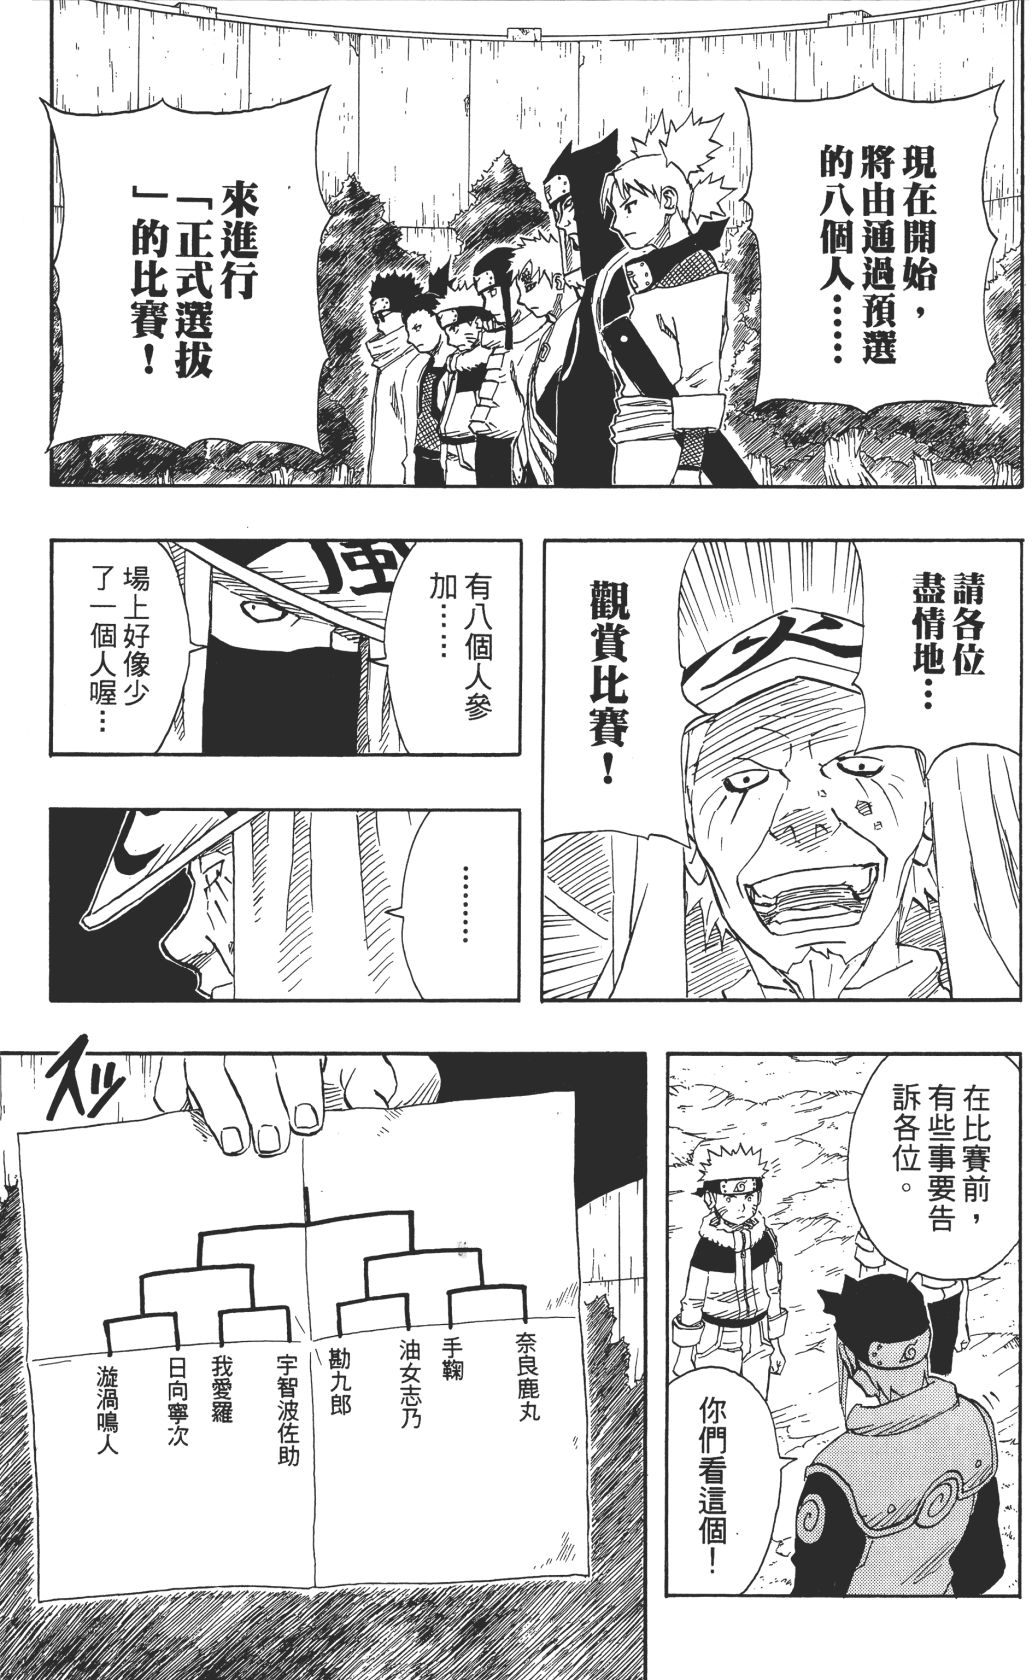 現在開始，
將由通過預選
的八個人……
來進行
「正式選拔
」的比賽！
請各位
盡情地…
觀賞比賽！
火
有八個人參
加……
場上好像少
了一個人喔…
風
………
在比賽前，
有些事要告
訴各位。
你們看這個！
ズッ
奈良鹿丸
手鞠
油女志乃
勘九郎
宇智波佐助
我愛羅
日向寧次
漩渦鳴人